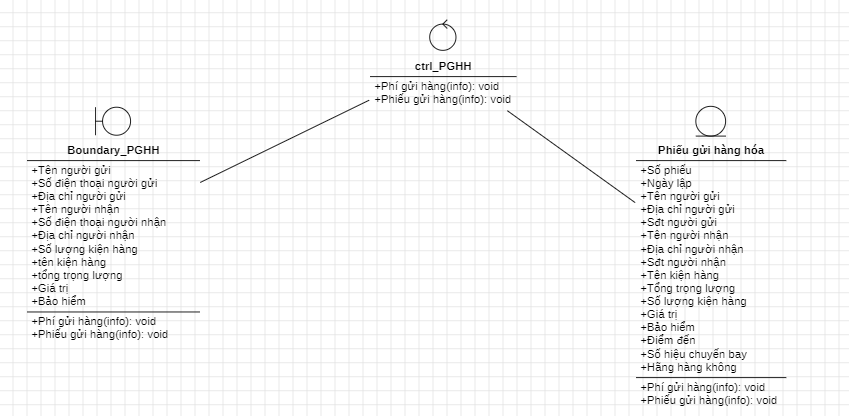 ctrl_PGHH
+Phí gửi hàng(info): void
+Phiếu gửi hàng(info): void
Boundary_PGHH
+Tên người gửi
+Số điện thoại người gửi
+Địa chỉ người gửi
+Tên người nhận
+Số điện thoại người nhận
+Địa chỉ người nhận
+Số lượng kiện hàng
+tên kiện hàng
+tổng trọng lượng
+Giá trị
+Bảo hiểm
+Phí gửi hàng(info): void
+Phiếu gửi hàng(info): void
Phiếu gửi hàng hóa
+Số phiếu
+Ngày lập
+Tên người gửi
+Địa chỉ người gửi
+Sđt người gửi
+Tên người nhận
+Địa chỉ người nhận
+Sđt người nhận
+Tên kiện hàng
+Tổng trọng lượng
+Số lượng kiện hàng
+Giá trị
+Bảo hiểm
+Điểm đến
+Số hiệu chuyến bay
+Hãng hàng không
+Phí gửi hàng(info): void
+Phiếu gửi hàng(info): void